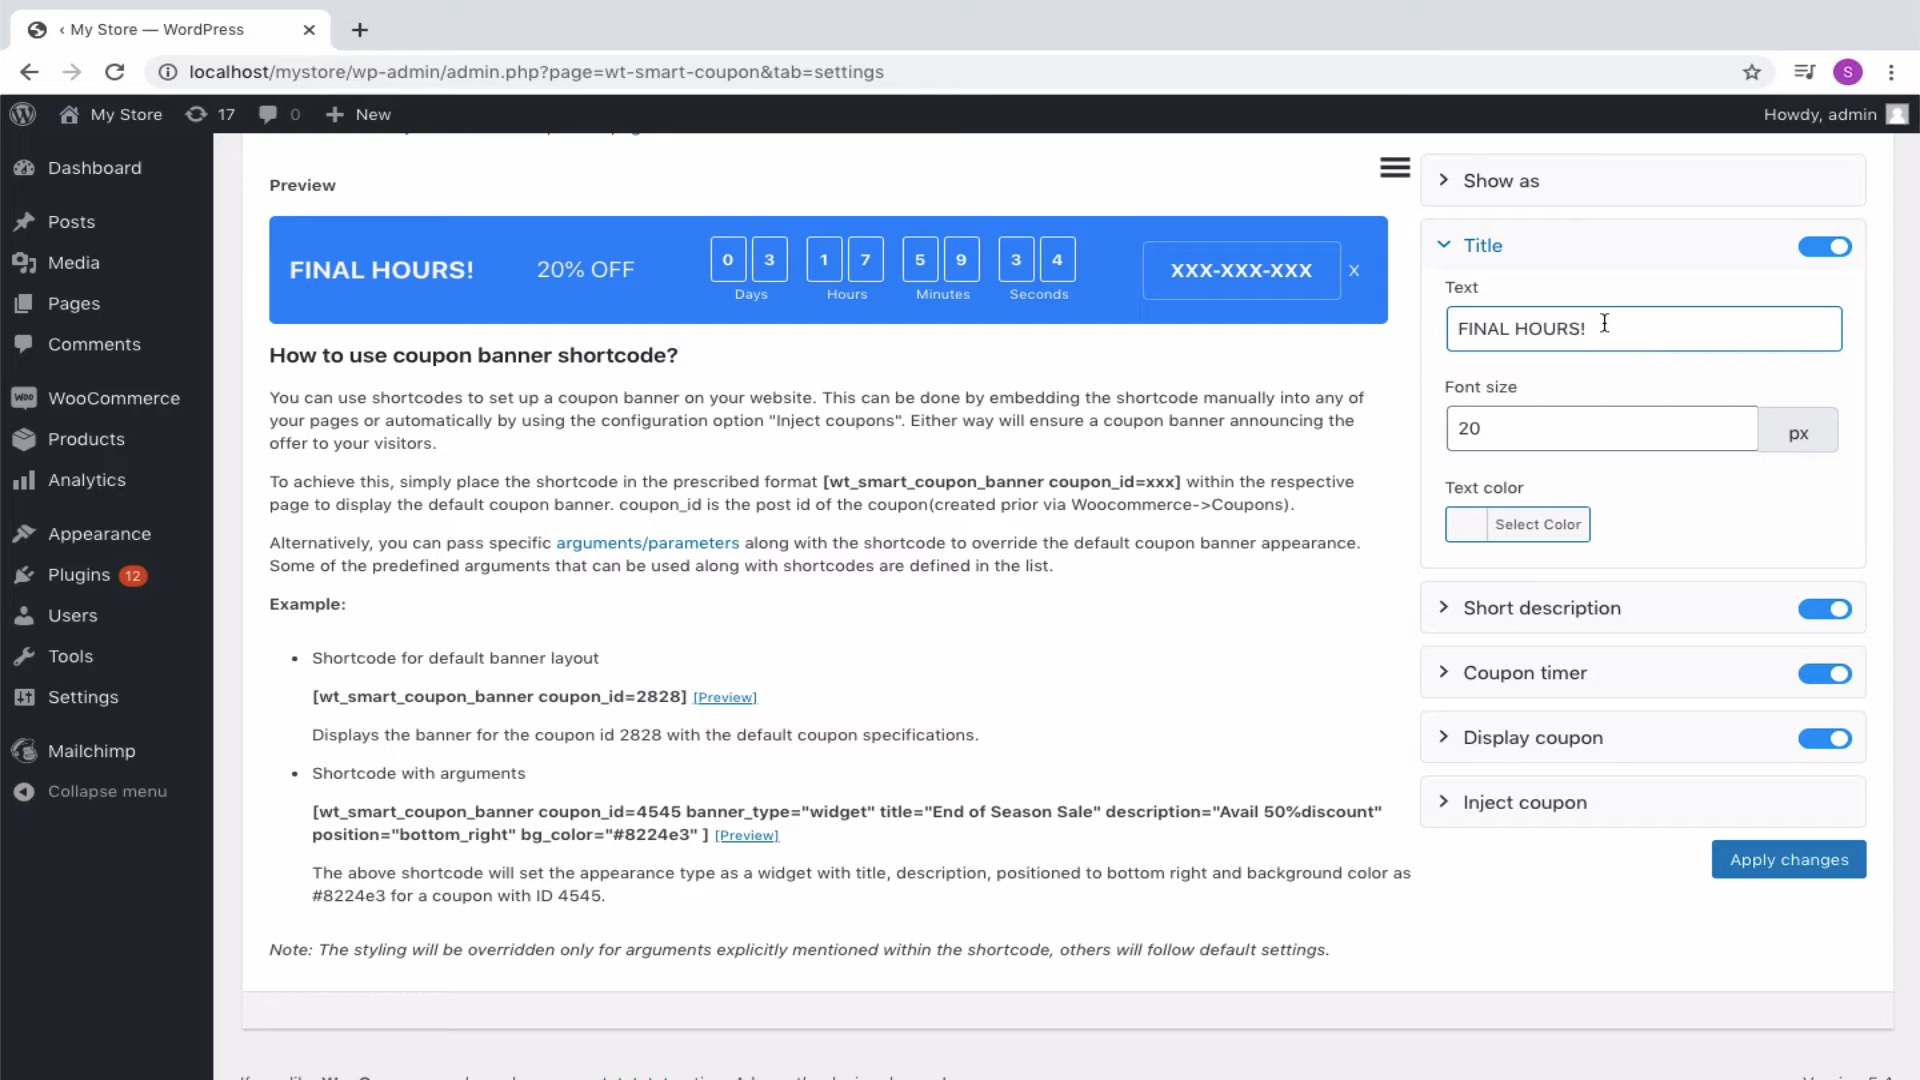 ‹ My Store — WordPress
localhost/mystore/wp-admin/admin.php?page=wt-smart-coupon&tab=settings
S
My Store
17
0
New
Howdy, admin
Dashboard
Posts
Media
Pages
Comments
WooCommerce
Products
Analytics
Appearance
Plugins 12
Users
Tools
Settings
Mailchimp
Collapse menu
Preview
FINAL HOURS!
20% OFF
0 3 1 7 5 9 3 4
Days Hours Minutes Seconds
XXX-XXX-XXX
X
How to use coupon banner shortcode?
You can use shortcodes to set up a coupon banner on your website. This can be done by embedding the shortcode manually into any of
your pages or automatically by using the configuration option "Inject coupons". Either way will ensure a coupon banner announcing the
offer to your visitors.
To achieve this, simply place the shortcode in the prescribed format [wt_smart_coupon_banner coupon_id=xxx] within the respective
page to display the default coupon banner. coupon_id is the post id of the coupon(created prior via Woocommerce->Coupons).
Alternatively, you can pass specific arguments/parameters along with the shortcode to override the default coupon banner appearance.
Some of the predefined arguments that can be used along with shortcodes are defined in the list.
Example:
• Shortcode for default banner layout
[wt_smart_coupon_banner coupon_id=2828] [Preview]
Displays the banner for the coupon id 2828 with the default coupon specifications.
• Shortcode with arguments
[wt_smart_coupon_banner coupon_id=4545 banner_type="widget" title="End of Season Sale" description="Avail 50%discount"
position="bottom_right" bg_color="#8224e3" ] [Preview]
The above shortcode will set the appearance type as a widget with title, description, positioned to bottom right and background color as
#8224e3 for a coupon with ID 4545.
Note: The styling will be overridden only for arguments explicitly mentioned within the shortcode, others will follow default settings.
Show as
Title
Text
FINAL HOURS!
Font size
20
px
Text color
Select Color
Short description
Coupon timer
Display coupon
Inject coupon
Apply changes